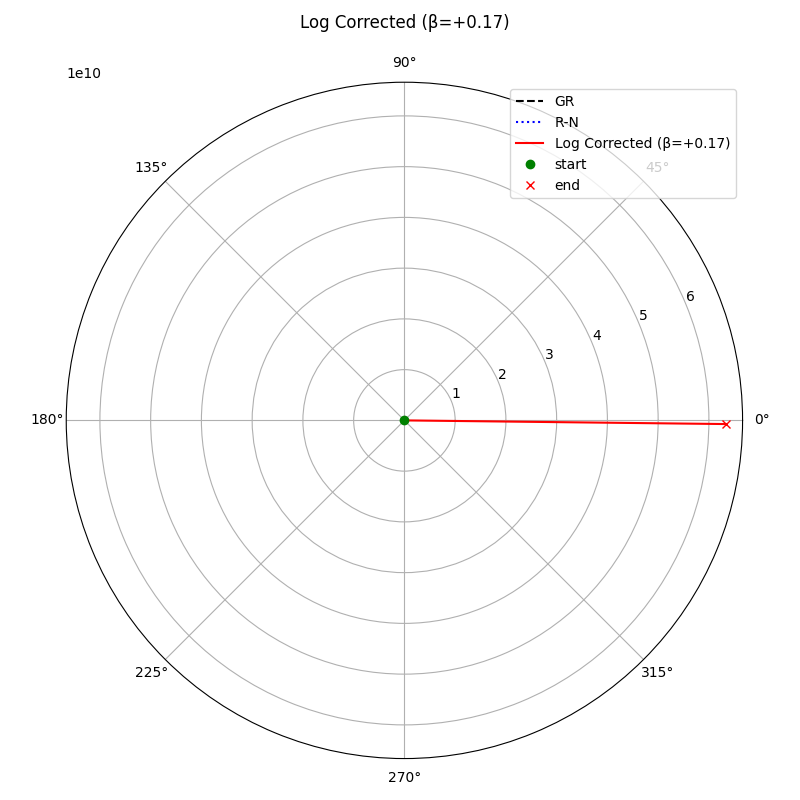 Log Corrected (β=+0.17)
90°
1e10
GR
R-N
Log Corrected (β=+0.17)
start
end
135°
45°
6
5
4
3
2
1
180°
0°
225°
315°
270°